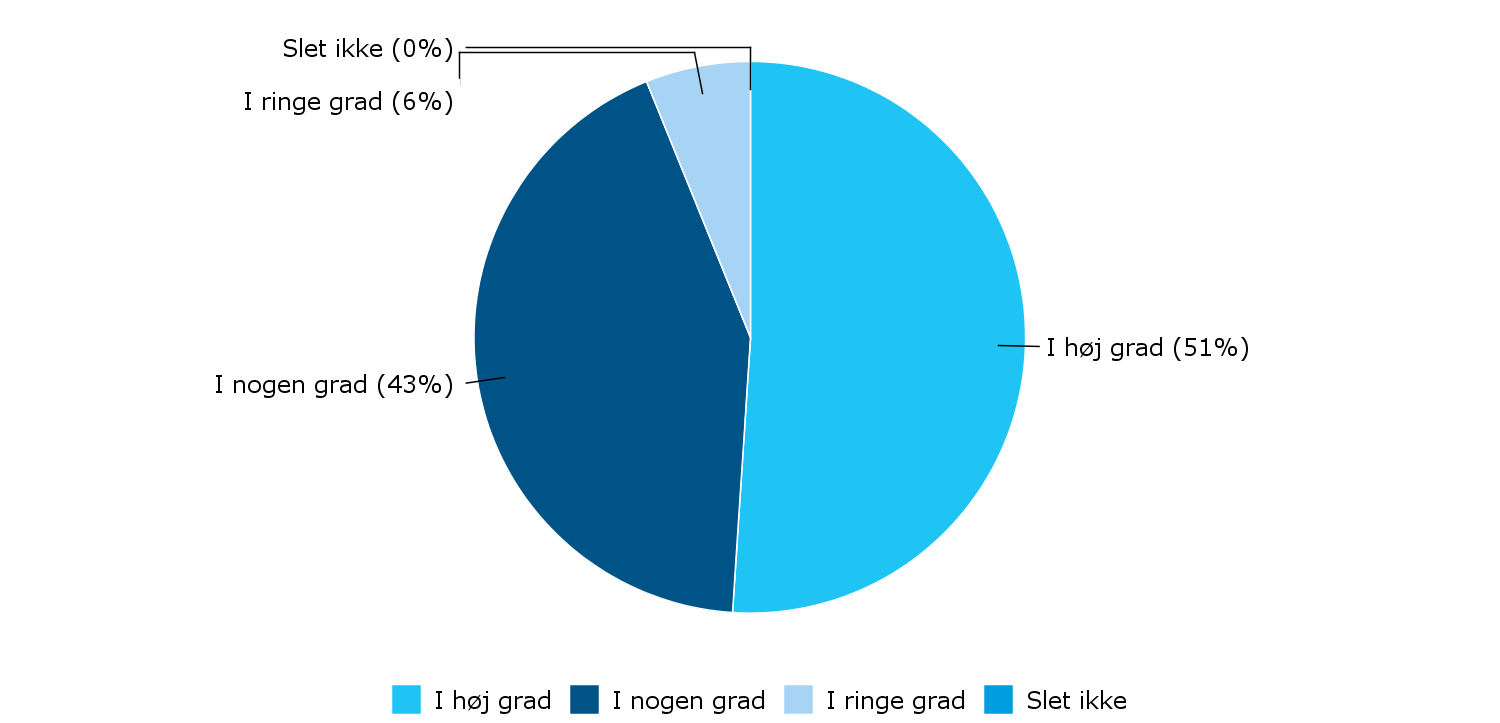 Slet ikke (0%)
I ringe grad (6%)
I høj grad (51%)
I nogen grad (43%)
I høj grad
I nogen grad
I ringe grad
Slet ikke